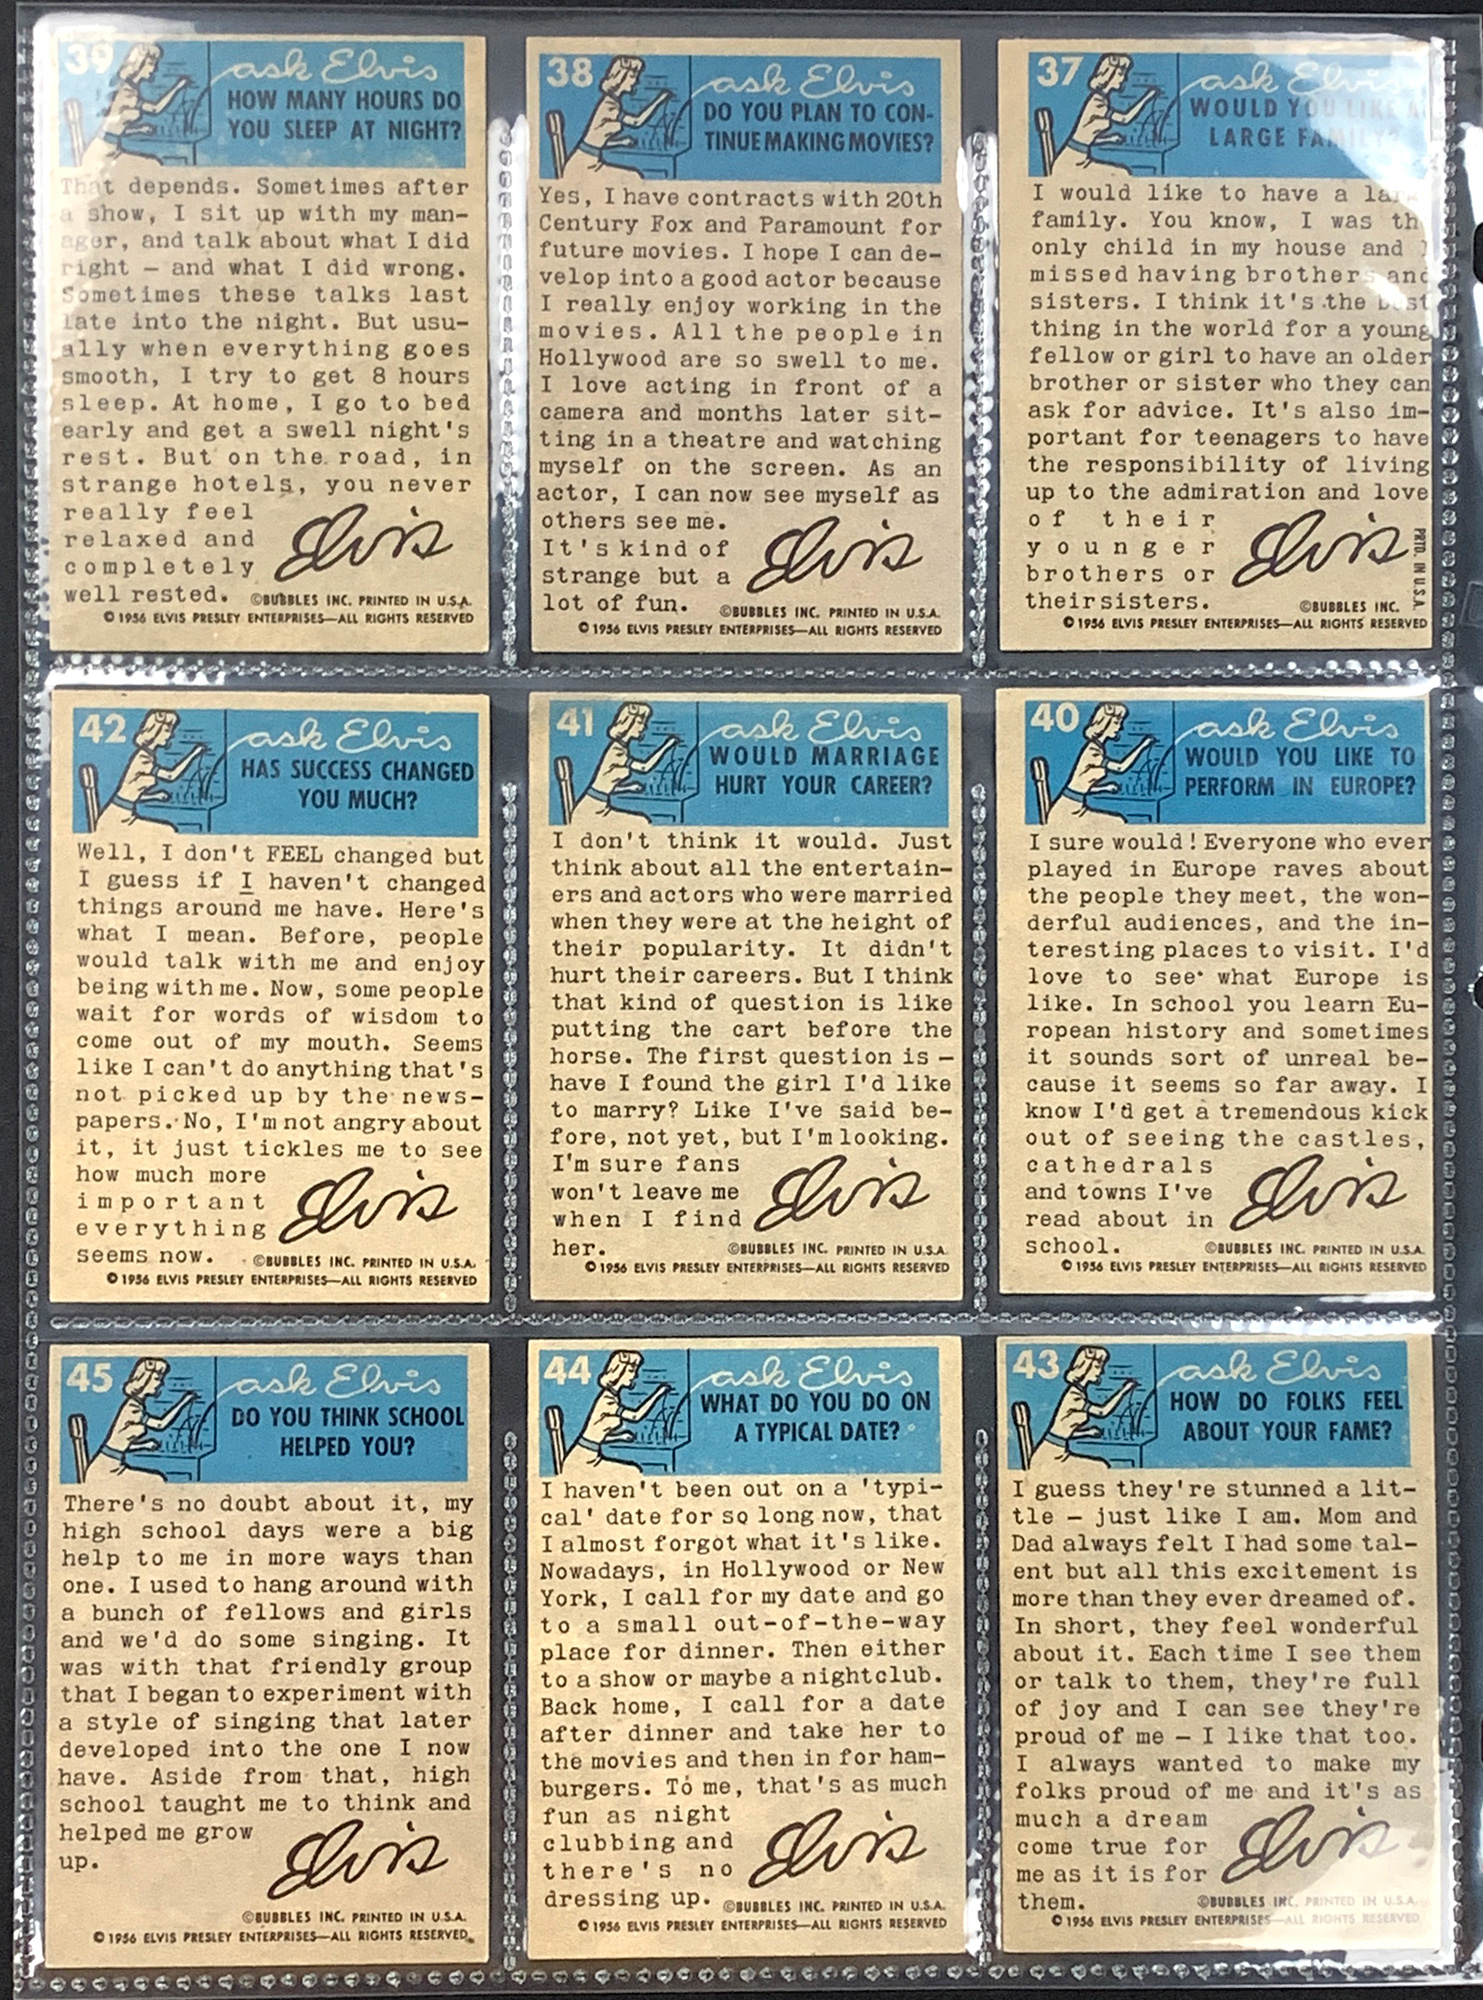 39
ask Elvis
HOW MANY HOURS DO
YOU SLEEP AT NIGHT?
That depends. Sometimes after
a show, I sit up with my man-
ager, and talk about what I did
right – and what I did wrong.
Sometimes these talks last
late into the night. But usu-
ally when everything goes
smooth, I try to get 8 hours
sleep. At home, I go to bed
early and get a swell night's
rest. But on the road, in
strange hotels, you never
really feel
relaxed and
completely
well rested.
Elvis
©BUBBLES INC. PRINTED IN U.S.A.
©1956 ELVIS PRESLEY ENTERPRISES—ALL RIGHTS RESERVED
38
ask Elvis
DO YOU PLAN TO CON-
TINUE MAKING MOVIES?
Yes, I have contracts with 20th
Century Fox and Paramount for
future movies. I hope I can de-
velop into a good actor because
I really enjoy working in the
movies. All the people in
Hollywood are so swell to me.
I love acting in front of a
camera and months later sit-
ting in a theatre and watching
myself on the screen. As an
actor, I can now see myself as
others see me.
It's kind of
strange but a
lot of fun.
Elvis
©BUBBLES INC. PRINTED IN U.S.A.
©1956 ELVIS PRESLEY ENTERPRISES—ALL RIGHTS RESERVED
37
ask Elvis
WOULD YOU LIKE A
LARGE FAMILY?
I would like to have a
family. You know, I was the
only child in my house and I
missed having brothers and
sisters. I think it's the best
thing in the world for a young
fellow or girl to have an older
brother or sister who they can
ask for advice. It's also im-
portant for teenagers to have
the responsibility of living
up to the admiration and love
of their
younger
brothers or
their sisters.
Elvis
PRTD. IN U.S.A.
©BUBBLES INC.
©1956 ELVIS PRESLEY ENTERPRISES—ALL RIGHTS RESERVED
42
ask Elvis
HAS SUCCESS CHANGED
YOU MUCH?
Well, I don't FEEL changed but
I guess if I haven't changed
things around me have. Here's
what I mean. Before, people
would talk with me and enjoy
being with me. Now, some people
wait for words of wisdom to
come out of my mouth. Seems
like I can't do anything that's
not picked up by the news-
papers. No, I'm not angry about
it, it just tickles me to see
how much more
important
everything
seems now.
Elvis
©BUBBLES INC. PRINTED IN U.S.A.
©1956 ELVIS PRESLEY ENTERPRISES—ALL RIGHTS RESERVED
41
ask Elvis
WOULD MARRIAGE
HURT YOUR CAREER?
I don't think it would. Just
think about all the entertain-
ers and actors who were married
when they were at the height of
their popularity. It didn't
hurt their careers. But I think
that kind of question is like
putting the cart before the
horse. The first question is –
have I found the girl I'd like
to marry? Like I've said be-
fore, not yet, but I'm looking.
I'm sure fans
won't leave me
when I find
her.
Elvis
©BUBBLES INC. PRINTED IN U.S.A.
©1956 ELVIS PRESLEY ENTERPRISES—ALL RIGHTS RESERVED
40
ask Elvis
WOULD YOU LIKE TO
PERFORM IN EUROPE?
I sure would! Everyone who ever
played in Europe raves about
the people they meet, the won-
derful audiences, and the in-
teresting places to visit. I'd
love to see what Europe is
like. In school you learn Eu-
ropean history and sometimes
it sounds sort of unreal be-
cause it seems so far away. I
know I'd get a tremendous kick
out of seeing the castles,
cathedrals
and towns I've
read about in
school.
Elvis
©BUBBLES INC. PRINTED IN U.S.A.
©1956 ELVIS PRESLEY ENTERPRISES—ALL RIGHTS RESERVED
45
ask Elvis
DO YOU THINK SCHOOL
HELPED YOU?
There's no doubt about it, my
high school days were a big
help to me in more ways than
one. I used to hang around with
a bunch of fellows and girls
and we'd do some singing. It
was with that friendly group
that I began to experiment with
a style of singing that later
developed into the one I now
have. Aside from that, high
school taught me to think and
helped me grow
up.
Elvis
©BUBBLES INC. PRINTED IN U.S.A.
©1956 ELVIS PRESLEY ENTERPRISES—ALL RIGHTS RESERVED
44
ask Elvis
WHAT DO YOU DO ON
A TYPICAL DATE?
I haven't been out on a 'typi-
cal' date for so long now, that
I almost forgot what it's like.
Nowadays, in Hollywood or New
York, I call for my date and go
to a small out-of-the-way
place for dinner. Then either
to a show or maybe a nightclub.
Back home, I call for a date
after dinner and take her to
the movies and then in for ham-
burgers. To me, that's as much
fun as night
clubbing and
there's no
dressing up.
Elvis
©BUBBLES INC. PRINTED IN U.S.A.
©1956 ELVIS PRESLEY ENTERPRISES—ALL RIGHTS RESERVED
43
ask Elvis
HOW DO FOLKS FEEL
ABOUT YOUR FAME?
I guess they're stunned a lit-
tle – just like I am. Mom and
Dad always felt I had some tal-
ent but all this excitement is
more than they ever dreamed of.
In short, they feel wonderful
about it. Each time I see them
or talk to them, they're full
of joy and I can see they're
proud of me – I like that too.
I always wanted to make my
folks proud of me and it's as
much a dream
come true for
me as it is for
them.
Elvis
©BUBBLES INC. PRINTED IN U.S.A.
©1956 ELVIS PRESLEY ENTERPRISES—ALL RIGHTS RESERVED